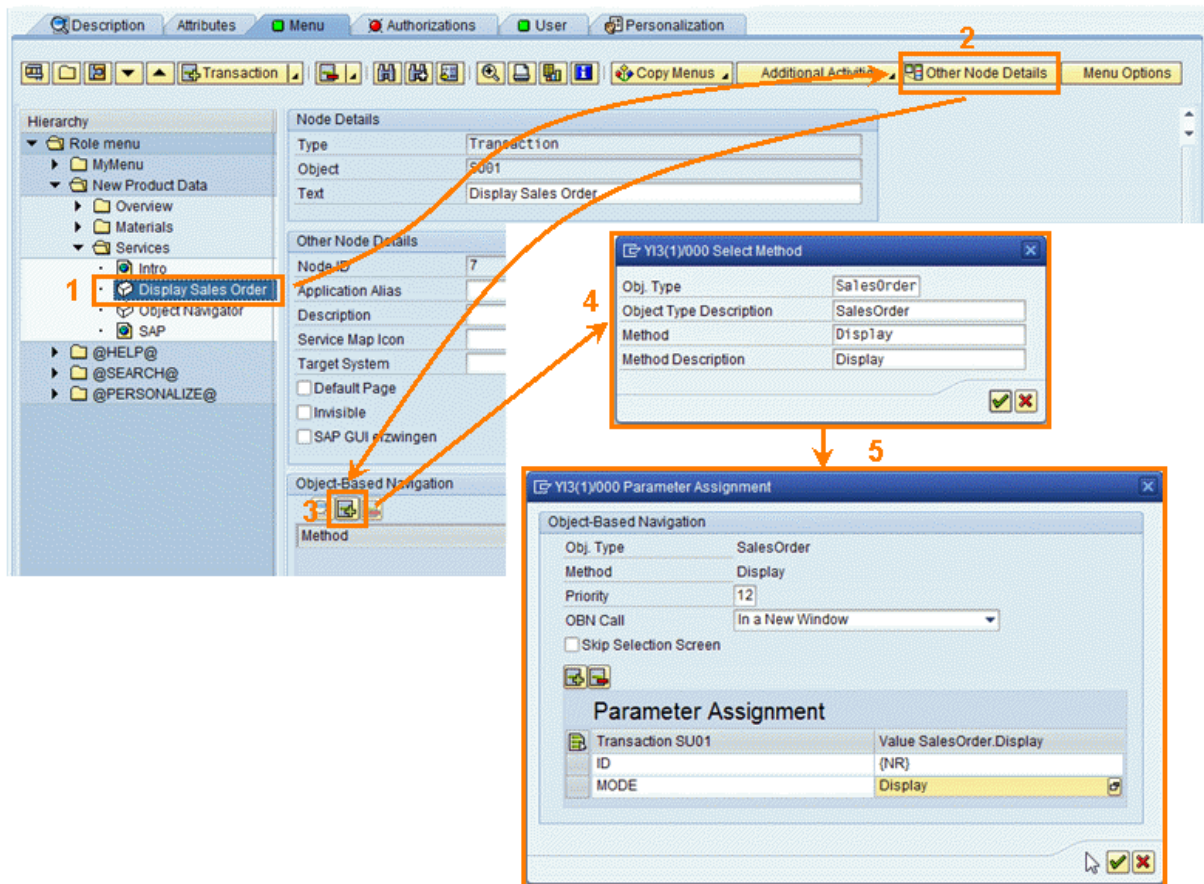 Description Attributes Menu Authorizations User Personalization
2
Transaction Copy Menus Additional Other Node Details Menu Options
Hierarchy
Role menu
MyMenu
New Product Data
Overview
Materials
Services
Intro
1 Display Sales Order
Object Navigator
SAP
@HELP@
@SEARCH@
@PERSONALIZE@
Node Details
Type Transaction
Object SU01
Text Display Sales Order
Other Node Details
Node ID 7
Application Alias
Description
Service Map Icon
Target System
Default Page
Invisible
SAP GUI erzwingen
Object-Based Navigation
3
Method
4
YI3(1)/000 Select Method
Obj. Type SalesOrder
Object Type Description SalesOrder
Method Display
Method Description Display
5
YI3(1)/000 Parameter Assignment
Object-Based Navigation
Obj. Type SalesOrder
Method Display
Priority 12
OBN Call In a New Window
Skip Selection Screen
Parameter Assignment
Transaction SU01 Value SalesOrder.Display
ID {NR}
MODE Display